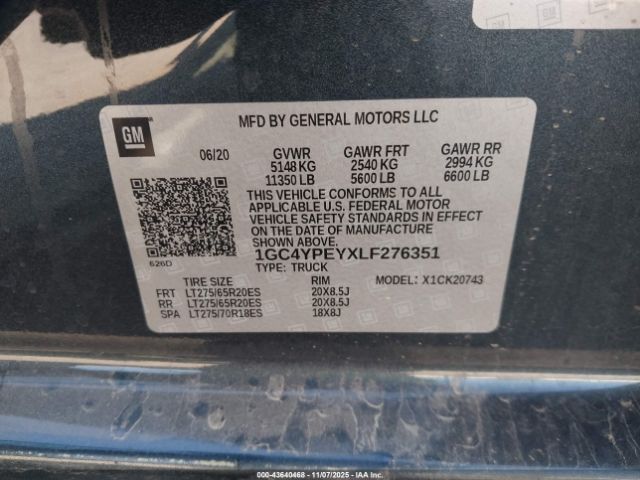 GM
MFD BY GENERAL MOTORS LLC
06/20 GVWR GAWR FRT GAWR RR
5148 KG 2540 KG 2994 KG
11350 LB 5600 LB 6600 LB
THIS VEHICLE CONFORMS TO ALL
APPLICABLE U.S. FEDERAL MOTOR
VEHICLE SAFETY STANDARDS IN EFFECT
ON THE DATE OF MANUFACTURE
SHOWN ABOVE.
626D
1GC4YPEYXLF276351
TYPE: TRUCK MODEL: X1CK20743
TIRE SIZE RIM
FRT LT275/65R20ES 20X8.5J
RR LT275/65R20ES 20X8.5J
SPA LT275/70R18ES 18X8J
000-43640468 - 11/07/2025 - IAAI.COM